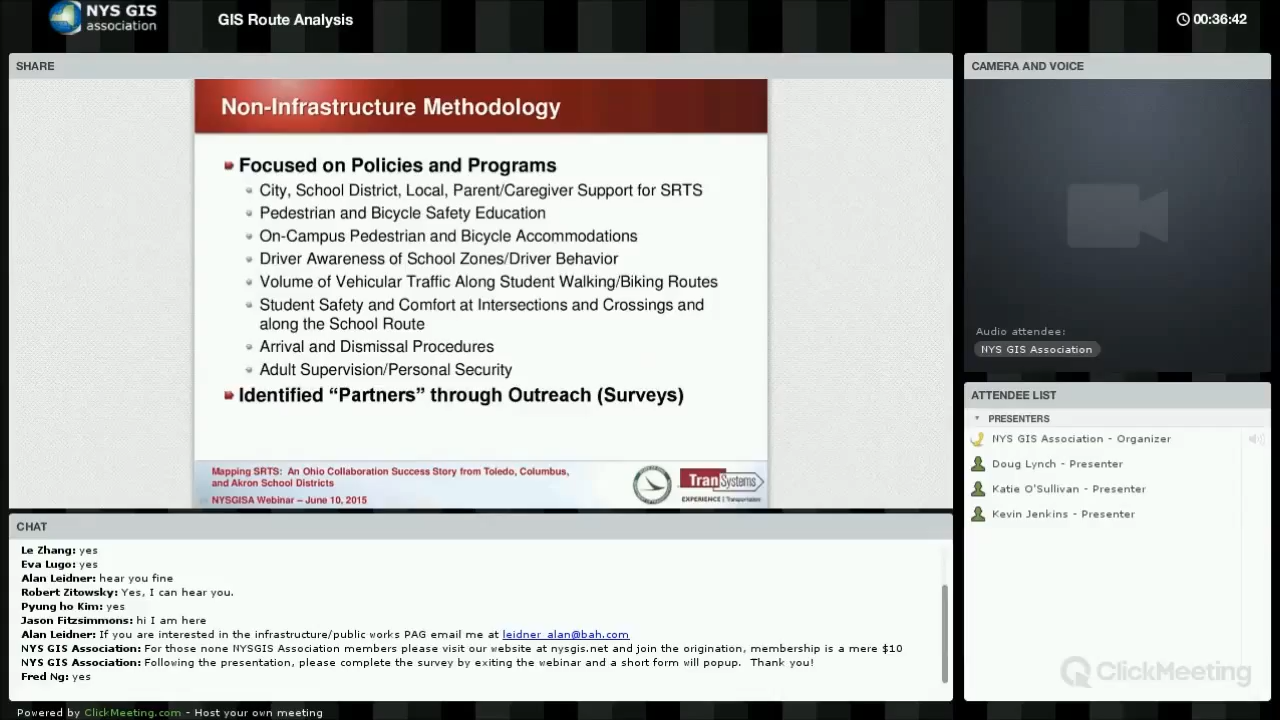 NYS GIS
association
GIS Route Analysis
00:36:42
SHARE
Non-Infrastructure Methodology
Focused on Policies and Programs
City, School District, Local, Parent/Caregiver Support for SRTS
Pedestrian and Bicycle Safety Education
On-Campus Pedestrian and Bicycle Accommodations
Driver Awareness of School Zones/Driver Behavior
Volume of Vehicular Traffic Along Student Walking/Biking Routes
Student Safety and Comfort at Intersections and Crossings and
along the School Route
Arrival and Dismissal Procedures
Adult Supervision/Personal Security
Identified “Partners” through Outreach (Surveys)
Mapping SRTS: An Ohio Collaboration Success Story from Toledo, Columbus,
and Akron School Districts
NYSGISA Webinar – June 10, 2015
TranSystems
EXPERIENCE | Transportation
CAMERA AND VOICE
Audio attendee:
NYS GIS Association
ATTENDEE LIST
PRESENTERS
NYS GIS Association - Organizer
Doug Lynch - Presenter
Katie O'Sullivan - Presenter
Kevin Jenkins - Presenter
CHAT
Le Zhang: yes
Eva Lugo: yes
Alan Leidner: hear you fine
Robert Zitowsky: Yes, I can hear you.
Pyung ho Kim: yes
Jason Fitzsimmons: hi I am here
Alan Leidner: If you are interested in the infrastructure/public works PAG email me at leidner_alan@bah.com
NYS GIS Association: For those none NYSGIS Association members please visit our website at nysgis.net and join the origination, membership is a mere $10
NYS GIS Association: Following the presentation, please complete the survey by exiting the webinar and a short form will popup. Thank you!
Fred Ng: yes
ClickMeeting
Powered by ClickMeeting.com - Host your own meeting